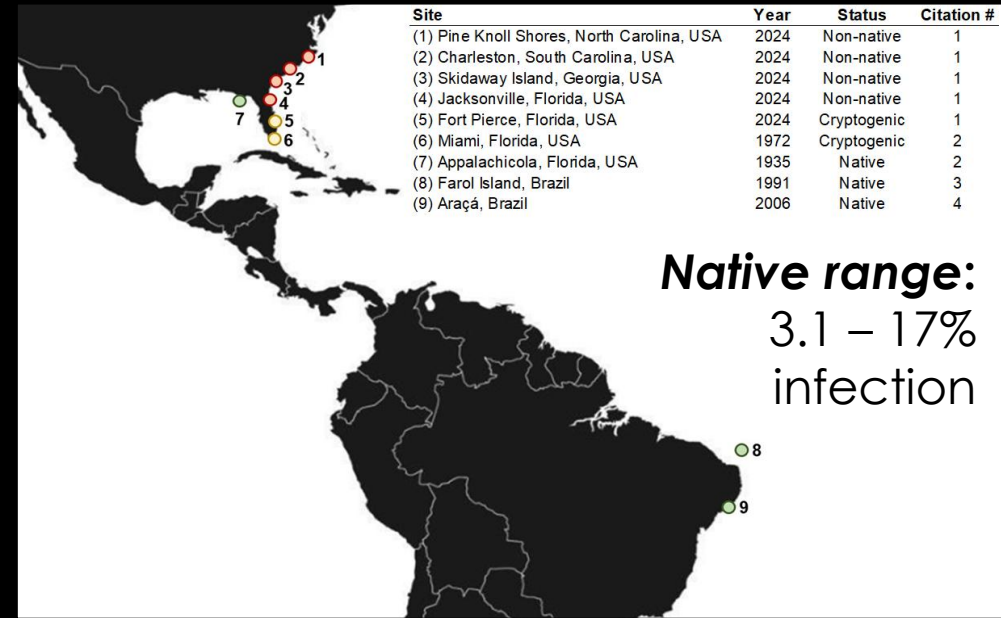 Site Year Status Citation #
(1) Pine Knoll Shores, North Carolina, USA 2024 Non-native 1
(2) Charleston, South Carolina, USA 2024 Non-native 1
(3) Skidaway Island, Georgia, USA 2024 Non-native 1
(4) Jacksonville, Florida, USA 2024 Non-native 1
(5) Fort Pierce, Florida, USA 2024 Cryptogenic 1
(6) Miami, Florida, USA 1972 Cryptogenic 2
(7) Appalachicola, Florida, USA 1935 Native 2
(8) Farol Island, Brazil 1991 Native 3
(9) Araçá, Brazil 2006 Native 4
1
2
3
4
5
6
7
Native range:
3.1 – 17%
infection
8
9